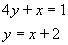 4y + x = 1
y = x + 2